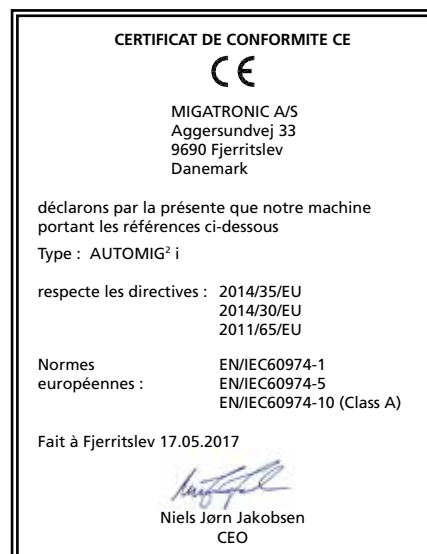 CERTIFICAT DE CONFORMITE CE
CE
MIGATRONIC A/S
Aggersundvej 33
9690 Fjerritslev
Danemark
déclarons par la présente que notre machine
portant les références ci-dessous
Type : AUTOMIG² i
respecte les directives : 2014/35/EU
2014/30/EU
2011/65/EU
Normes EN/IEC60974-1
européennes : EN/IEC60974-5
EN/IEC60974-10 (Class A)
Fait à Fjerritslev 17.05.2017
Niels Jørn Jakobsen
CEO